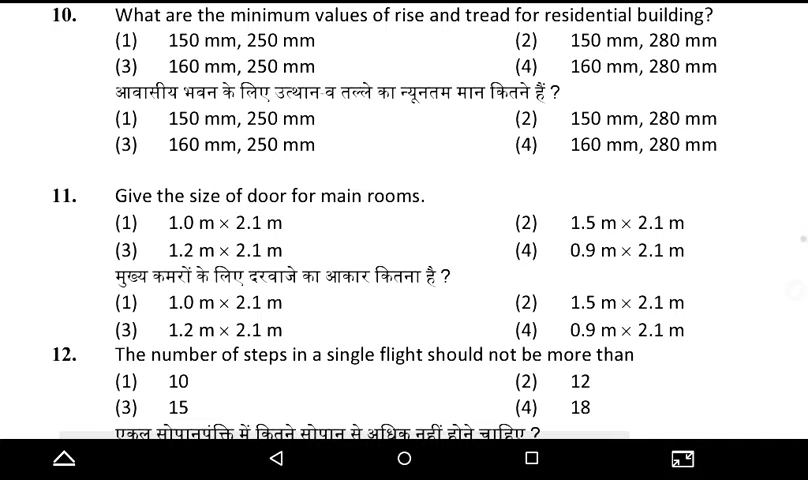 10. What are the minimum values of rise and tread for residential building?
(1) 150 mm, 250 mm (2) 150 mm, 280 mm
(3) 160 mm, 250 mm (4) 160 mm, 280 mm
आवासीय भवन के लिए उत्थान व तल्ले का न्यूनतम मान कितने हैं ?
(1) 150 mm, 250 mm (2) 150 mm, 280 mm
(3) 160 mm, 250 mm (4) 160 mm, 280 mm
11. Give the size of door for main rooms.
(1) 1.0 m × 2.1 m (2) 1.5 m × 2.1 m
(3) 1.2 m × 2.1 m (4) 0.9 m × 2.1 m
मुख्य कमरों के लिए दरवाजे का आकार कितना है ?
(1) 1.0 m × 2.1 m (2) 1.5 m × 2.1 m
(3) 1.2 m × 2.1 m (4) 0.9 m × 2.1 m
12. The number of steps in a single flight should not be more than
(1) 10 (2) 12
(3) 15 (4) 18
एकल सोपानपंक्ति में कितने सोपान से अधिक नहीं होने चाहिए ?